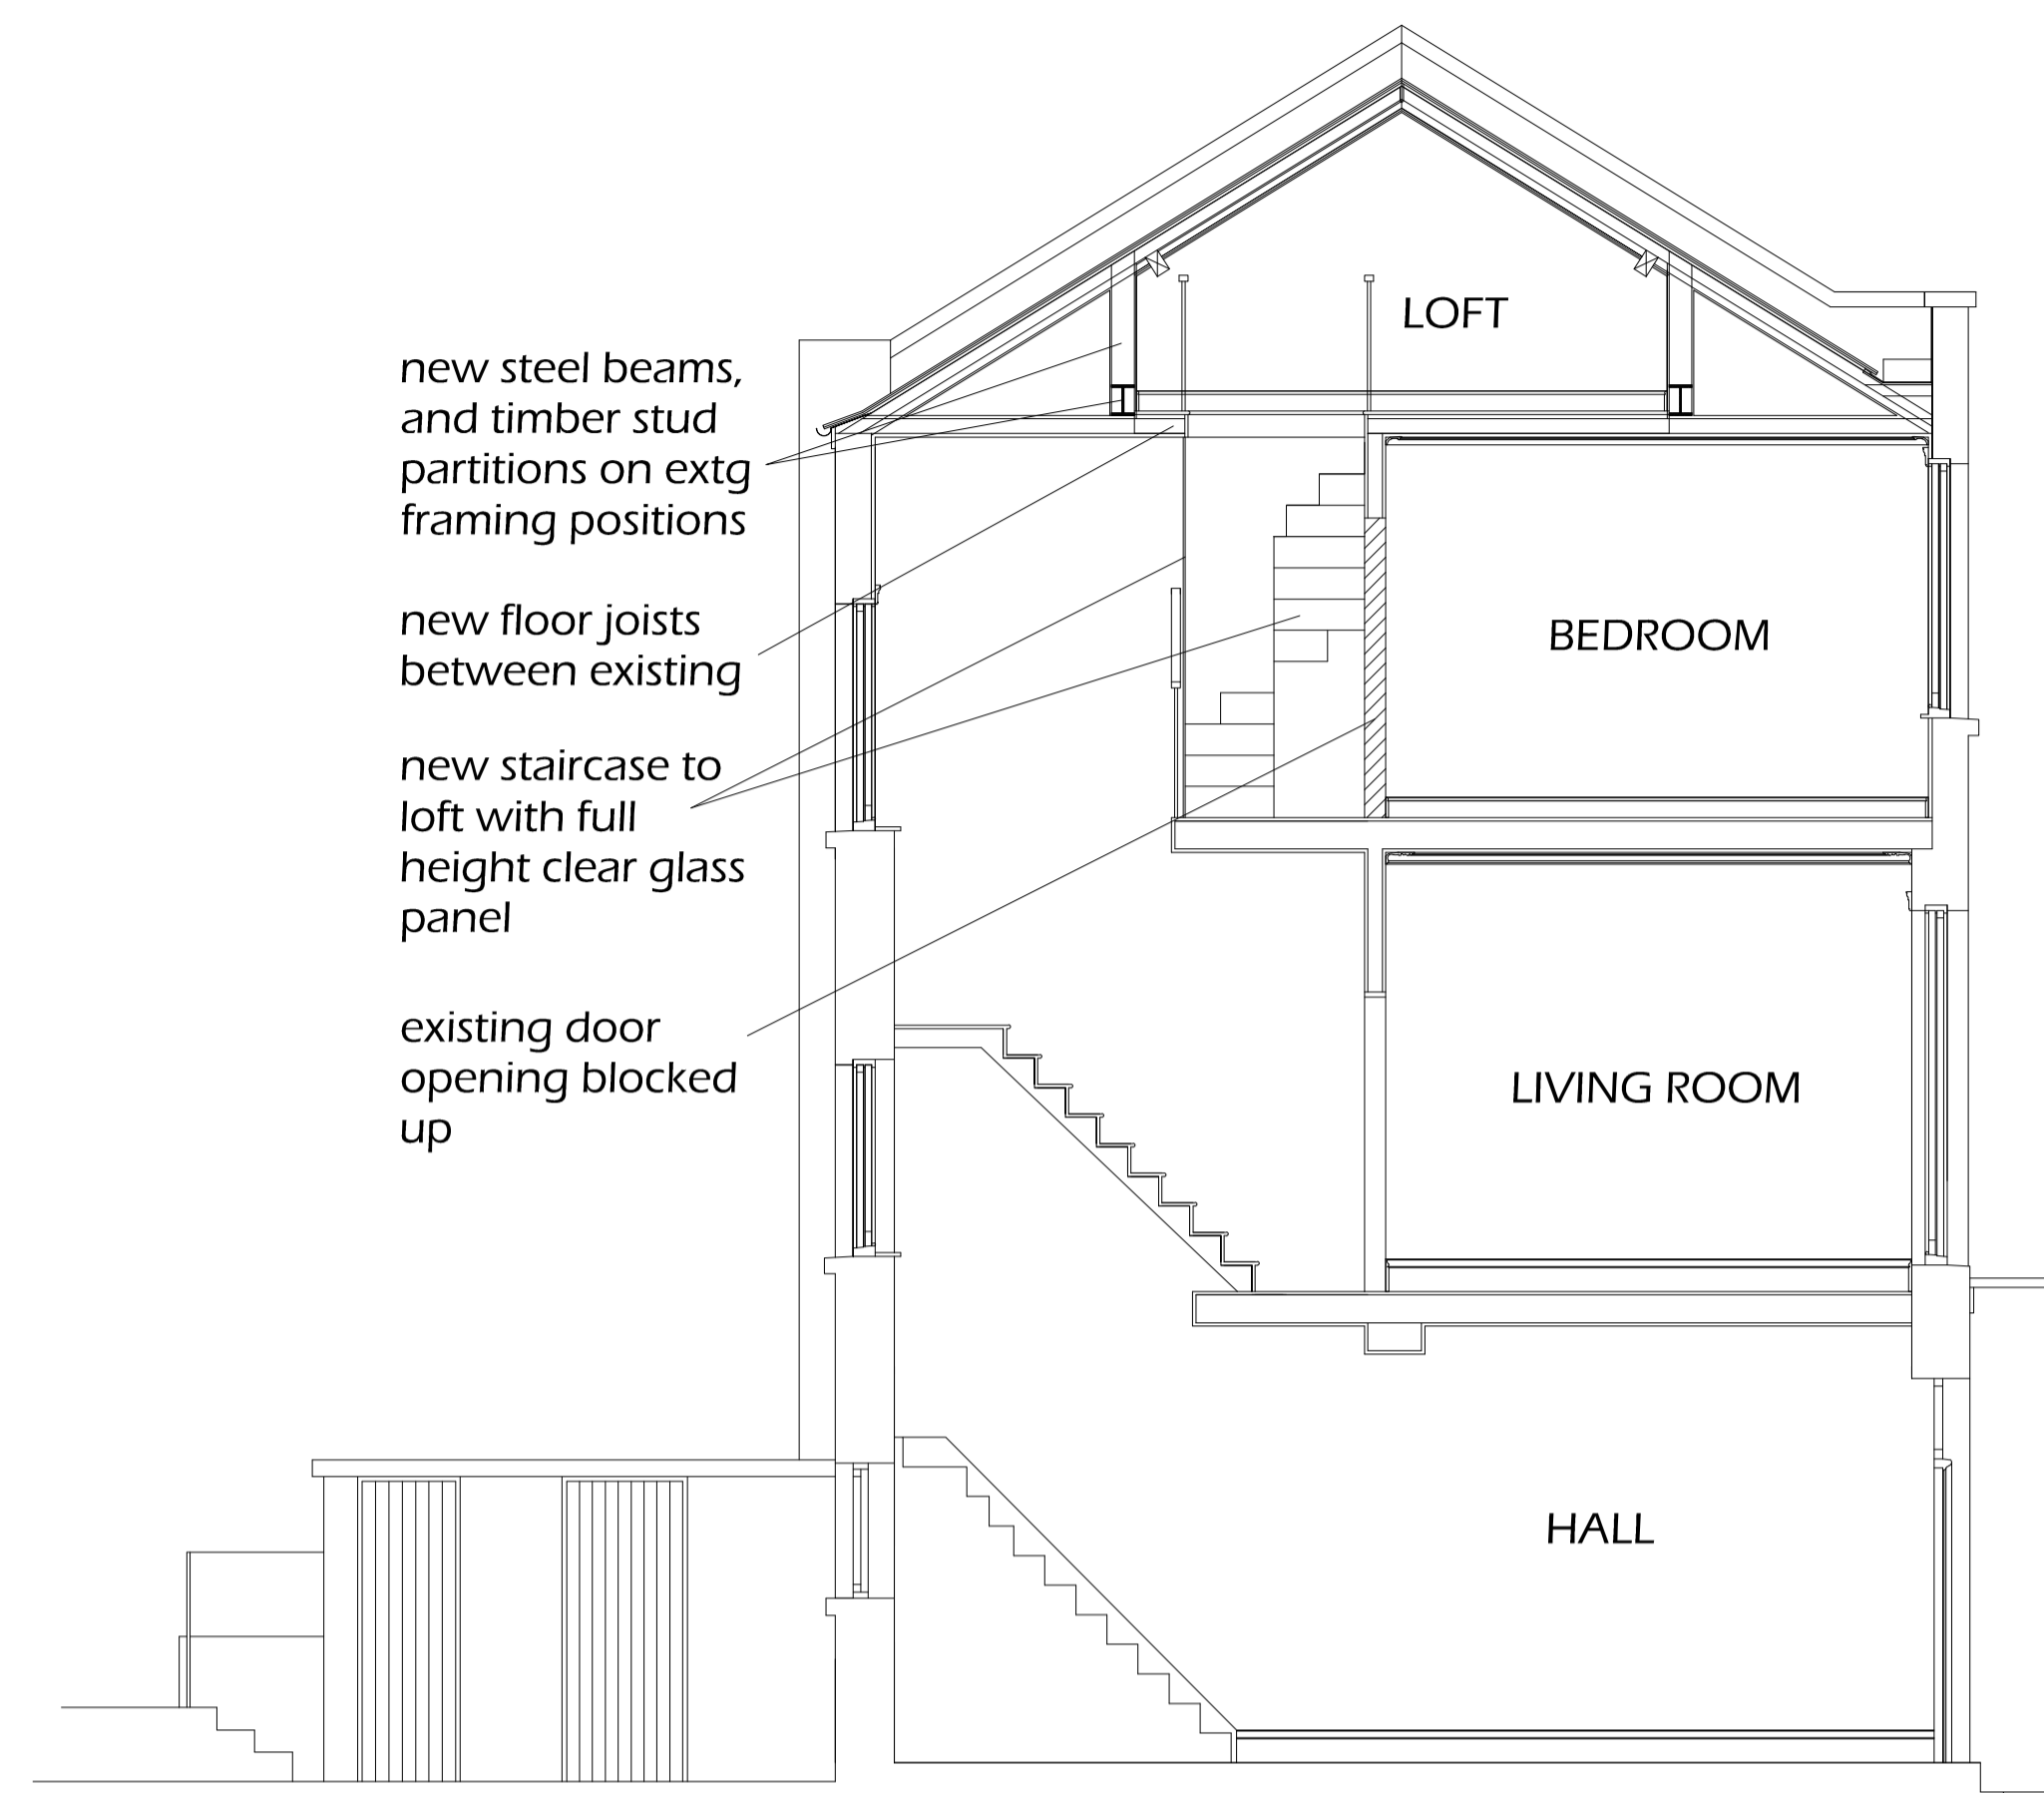 new steel beams,
and timber stud
partitions on extg
framing positions
new floor joists
between existing
new staircase to
loft with full
height clear glass
panel
existing door
opening blocked
up
LOFT
BEDROOM
LIVING ROOM
HALL